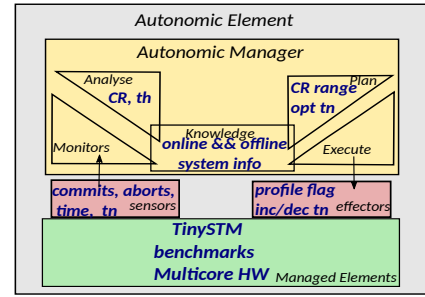 Autonomic Element
Autonomic Manager
Analyse
CR, th
Plan
CR range
opt tn
Knowledge
online && offline
system info
Monitors
Execute
commits, aborts,
time, tn
sensors
profile flag
inc/dec tn
effectors
TinySTM
benchmarks
Multicore HW
Managed Elements